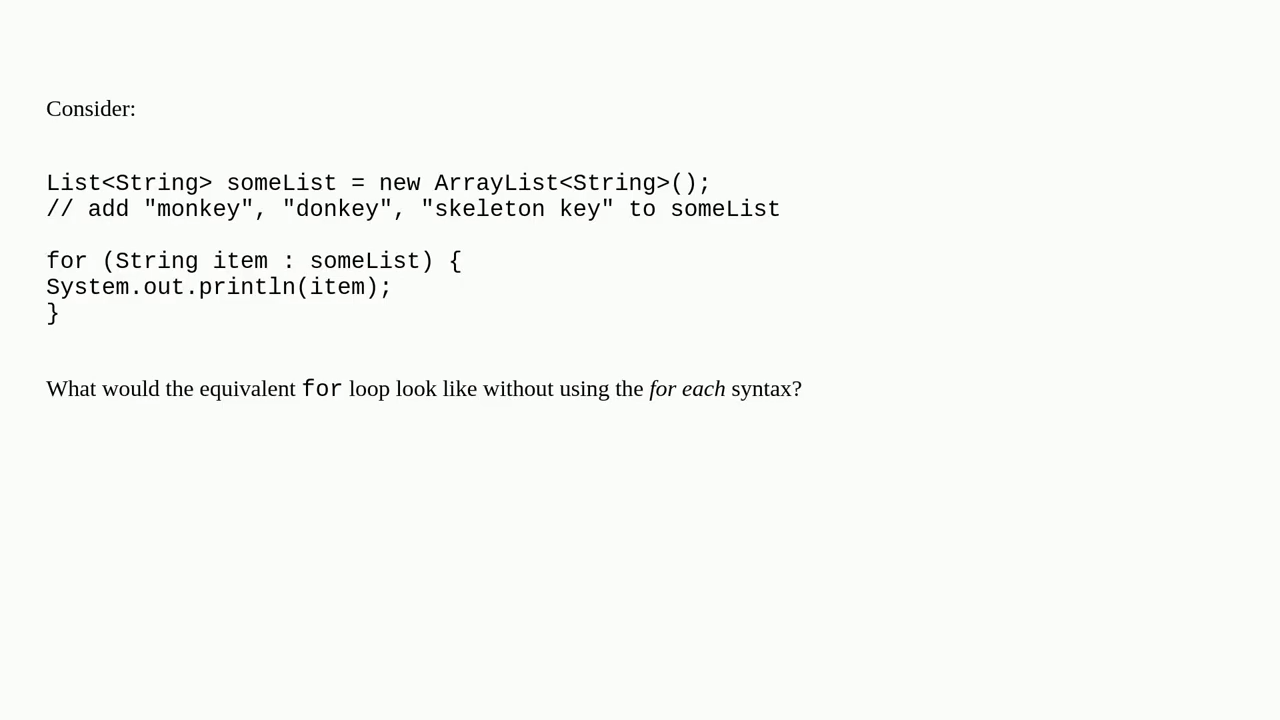 Consider:
List<String> someList = new ArrayList<String>();
// add "monkey", "donkey", "skeleton key" to someList
for (String item : someList) {
System.out.println(item);
}
What would the equivalent for loop look like without using the for each syntax?